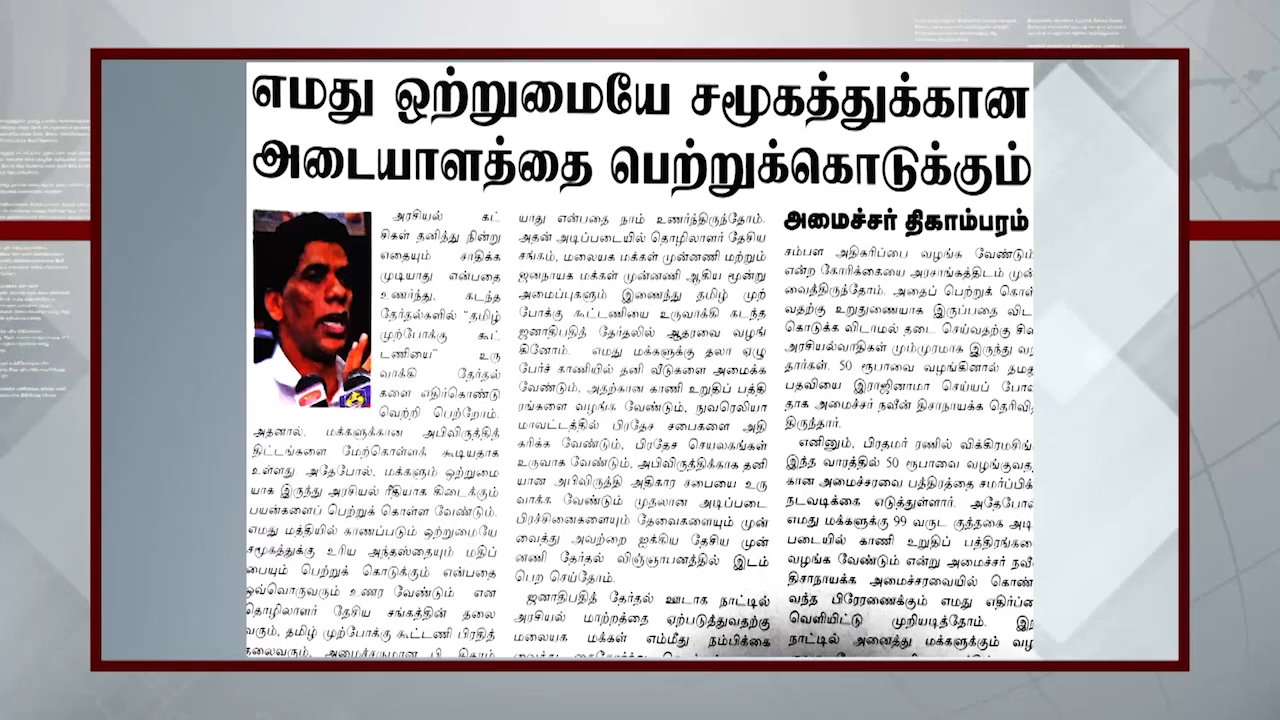 எமது ஒற்றுமையே சமூகத்துக்கான
அடையாளத்தை பெற்றுக்கொடுக்கும்
அமைச்சர் திகாம்பரம்
அரசியல் கட்
சிகள் தனித்து நின்று
எதையும் சாதிக்க
முடியாது என்பதை
உணர்ந்து கடந்த
தேர்தல்களில் "தமிழ்
முற்போக்கு கூட்
டணியை" உரு
வாக்கி தேர்தல்
களை எதிர்கொண்டு
வெற்றி பெற்றோம்.
அதனால், மக்களுக்கான அபிவிருத்தித்
திட்டங்களை மேற்கொள்ளக் கூடியதாக
உள்ளது. அதேபோல், மக்களும் ஒற்றுமை
யாக இருந்து அரசியல் ரீதியாக கிடைக்கும்
பயன்களைப் பெற்றுக் கொள்ள வேண்டும்.
எமது மத்தியில் காணப்படும் ஒற்றுமையே
சமூகத்துக்கு உரிய அந்தஸ்தையும் மதிப்
பையும் பெற்றுக் கொடுக்கும் என்பதை
ஒவ்வொருவரும் உணர வேண்டும் என
தொழிலாளர் தேசிய சங்கத்தின் தலை
வரும், தமிழ் முற்போக்கு கூட்டணி பிரதித்
தலைவரும், அமைச்சருமான பி. திகாம்
யாது என்பதை நாம் உணர்ந்திருந்தோம்.
அதன் அடிப்படையில் தொழிலாளர் தேசிய
சங்கம், மலையக மக்கள் முன்னணி மற்றும்
ஜனநாயக மக்கள் முன்னணி ஆகிய மூன்று
அமைப்புகளும் இணைந்து தமிழ் முற்
போக்கு கூட்டணியை உருவாக்கி கடந்த
ஜனாதிபதித் தேர்தலில் ஆதரவை வழங்
கினோம். எமது மக்களுக்கு தலா ஏழு
பேர்ச் காணியில் தனி வீடுகளை அமைக்க
வேண்டும், அதற்கான காணி உறுதிப் பத்தி
ரங்களை வழங்க வேண்டும், நுவரெலியா
மாவட்டத்தில் பிரதேச சபைகளை அதி
கரிக்க வேண்டும், பிரதேச செயலகங்கள்
உருவாக வேண்டும், அபிவிருத்திக்காக தனி
யான அபிவிருத்தி அதிகார சபையை உரு
வாக்க வேண்டும் முதலான அடிப்படை
பிரச்சினைகளையும் தேவைகளையும் முன்
வைத்து அவற்றை ஐக்கிய தேசிய முன்
னணி தேர்தல் விஞ்ஞாபனத்தில் இடம்
பெற செய்தோம்.
ஜனாதிபதித் தேர்தல் ஊடாக நாட்டில்
அரசியல் மாற்றத்தை ஏற்படுத்துவதற்கு
மலையக மக்கள் எம்மீது நம்பிக்கை
சம்பள அதிகரிப்பை வழங்க வேண்டும்
என்ற கோரிக்கையை அரசாங்கத்திடம் முன்
வைத்திருந்தோம். அதைப் பெற்றுக் கொள்
வதற்கு உறுதுணையாக இருப்பதை விட
கொடுக்க விடாமல் தடை செய்வதற்கு சில
அரசியல்வாதிகள் மும்முரமாக இருந்து வந்
தார்கள். 50 ரூபாவை வழங்கினால் தமது
பதவியை இராஜினாமா செய்யப் போவ
தாக அமைச்சர் நவீன் திசாநாயக்க தெரிவித்
திருந்தார்.
எனினும், பிரதமர் ரணில் விக்கிரமசிங்க
இந்த வாரத்தில் 50 ரூபாவை வழங்குவதற்
கான அமைச்சரவை பத்திரத்தை சமர்ப்பிக்க
நடவடிக்கை எடுத்துள்ளார். அதேபோல்
எமது மக்களுக்கு 99 வருட குத்தகை அடிப்
படையில் காணி உறுதிப் பத்திரங்களை
வழங்க வேண்டும் என்று அமைச்சர் நவீன்
திசாநாயக்க அமைச்சரவையில் கொண்டு
வந்த பிரேரணைக்கும் எமது எதிர்ப்பை
வெளியிட்டு முறியடித்தோம். இந்
நாட்டில் அனைத்து மக்களுக்கும் வழ